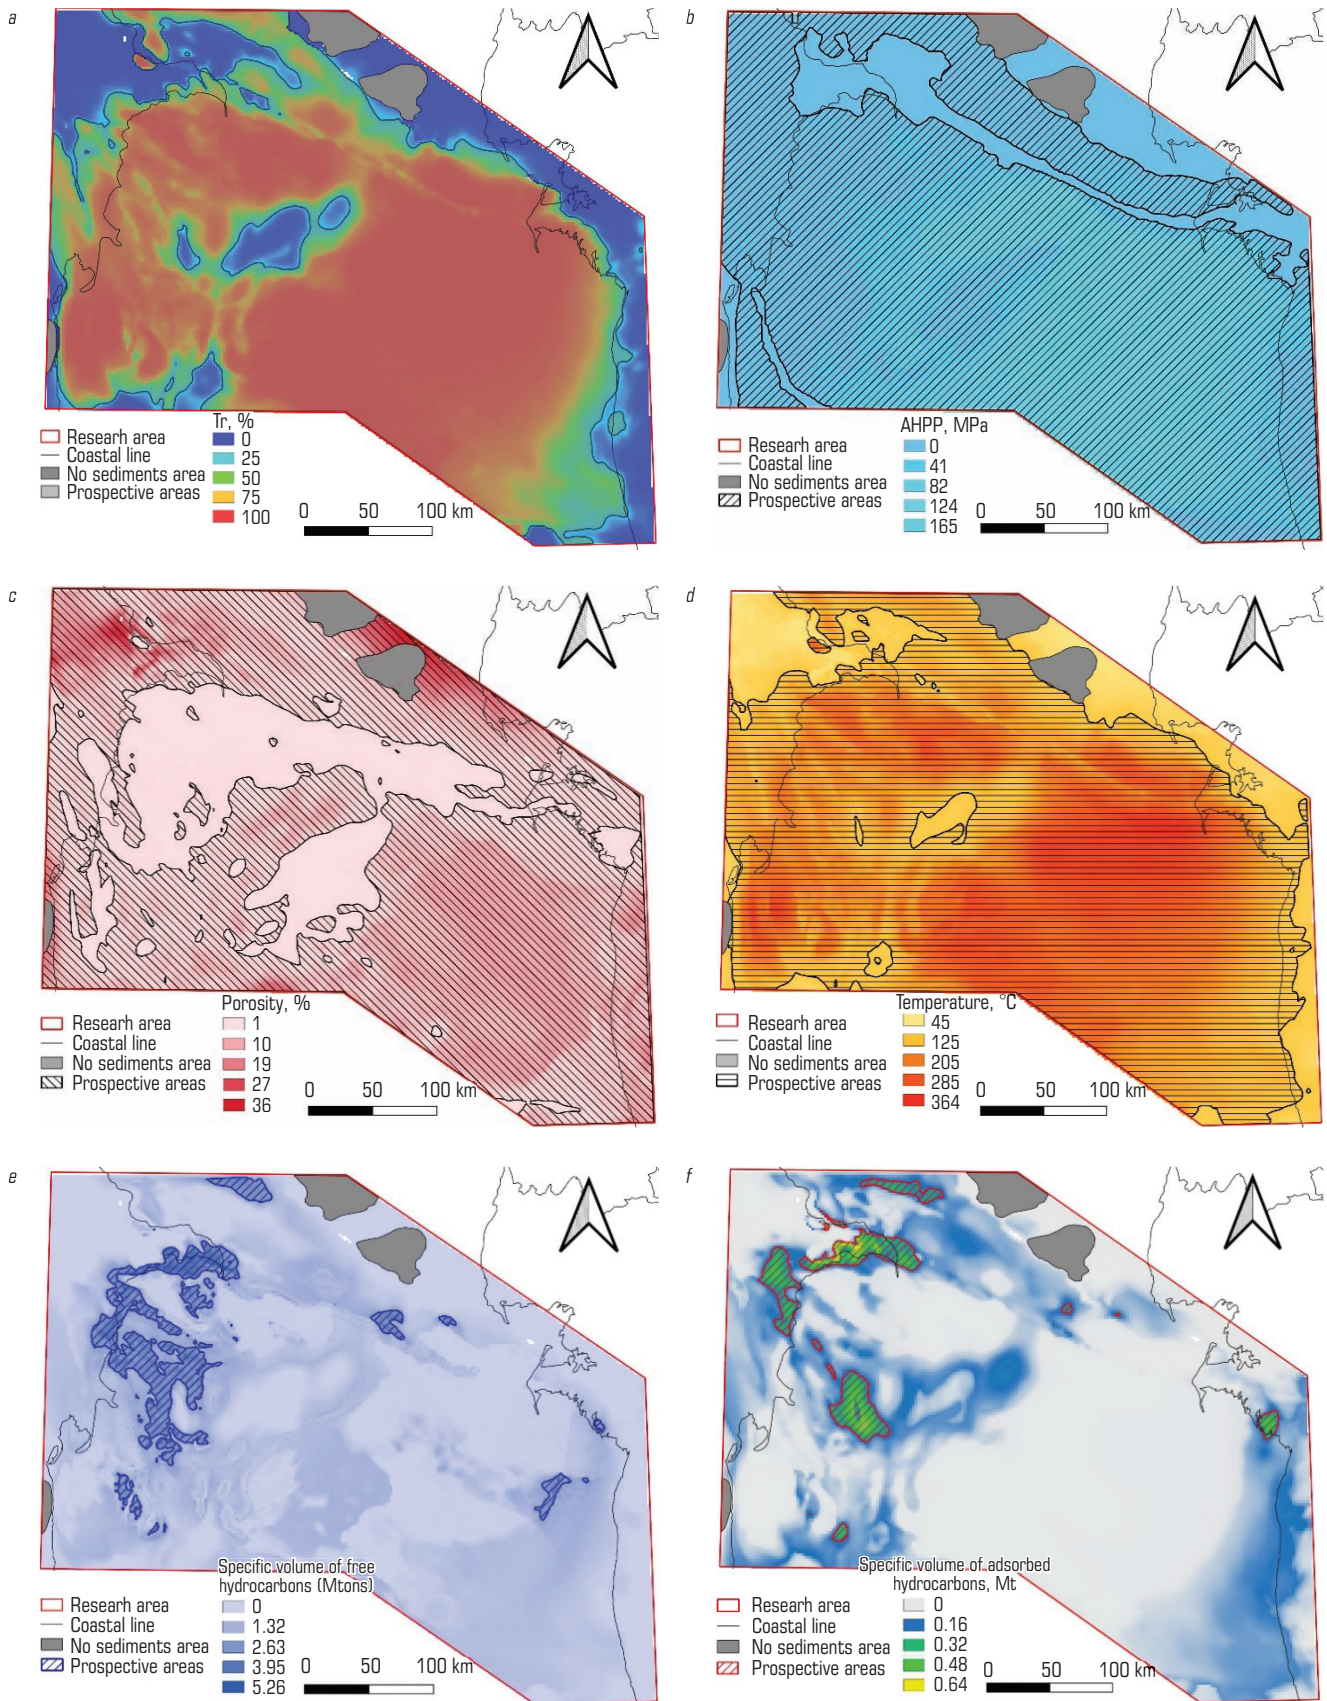 a
Tr, %
Researh area
Coastal line
No sediments area
Prospective areas
0
25
50
75
100
0 50 100 km
b
AHPP, MPa
Researh area
Coastal line
No sediments area
Prospective areas
0
41
82
124
165
0 50 100 km
c
Porosity, %
Researh area
Coastal line
No sediments area
Prospective areas
1
10
19
27
36
0 50 100 km
d
Temperature, °C
Researh area
Coastal line
No sediments area
Prospective areas
45
125
205
285
364
0 50 100 km
e
Specific volume of free
hydrocarbons (Mtons)
Researh area
Coastal line
No sediments area
Prospective areas
0
1.32
2.63
3.95
5.26
0 50 100 km
f
Specific volume of adsorbed
hydrocarbons, Mt
Researh area
Coastal line
No sediments area
Prospective areas
0
0.16
0.32
0.48
0.64
0 50 100 km